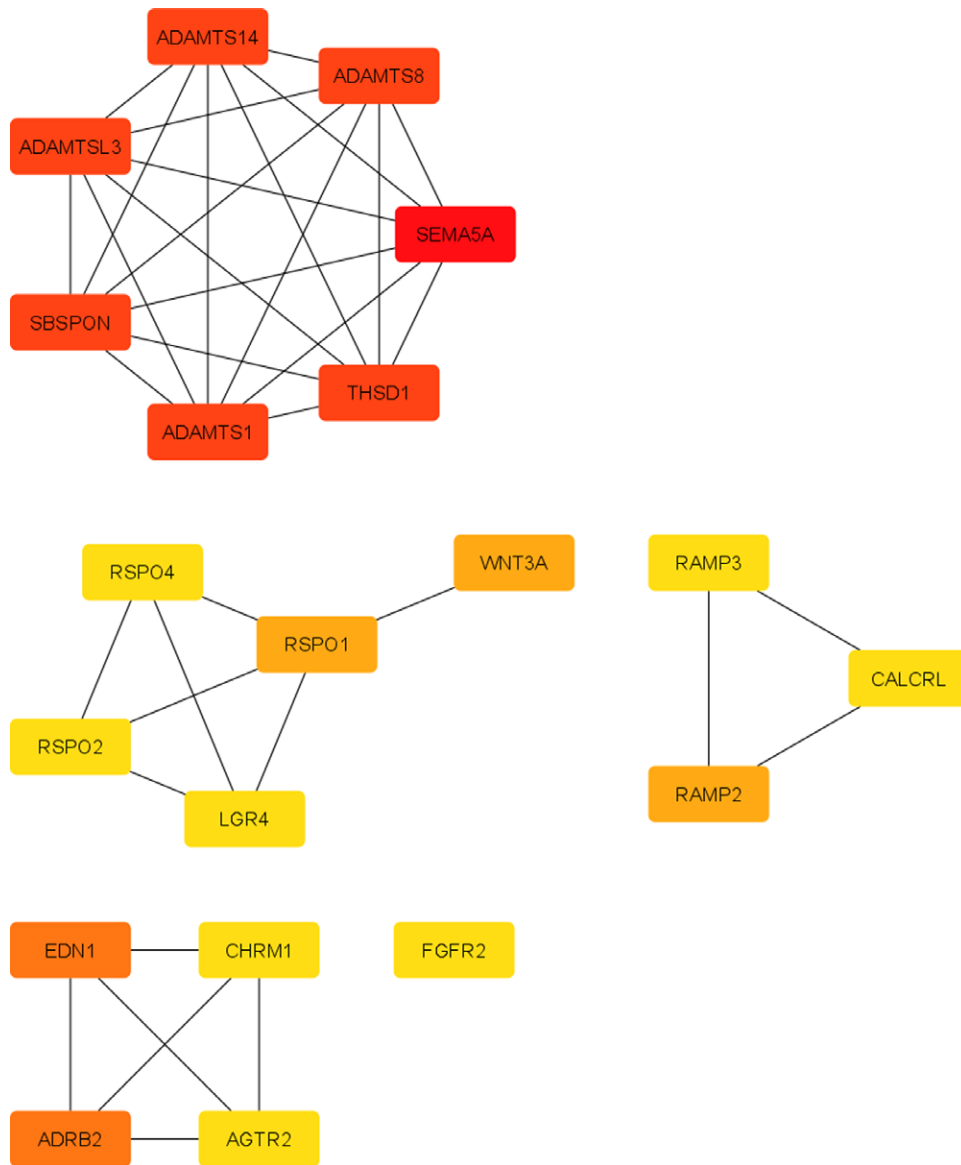 ADAMTS14
ADAMTS8
ADAMTSL3
SEMA5A
SBSPON
THSD1
ADAMTS1
WNT3A
RAMP3
RSPO4
RSPO1
CALCRL
RSPO2
RAMP2
LGR4
EDN1
CHRM1
FGFR2
ADRB2
AGTR2